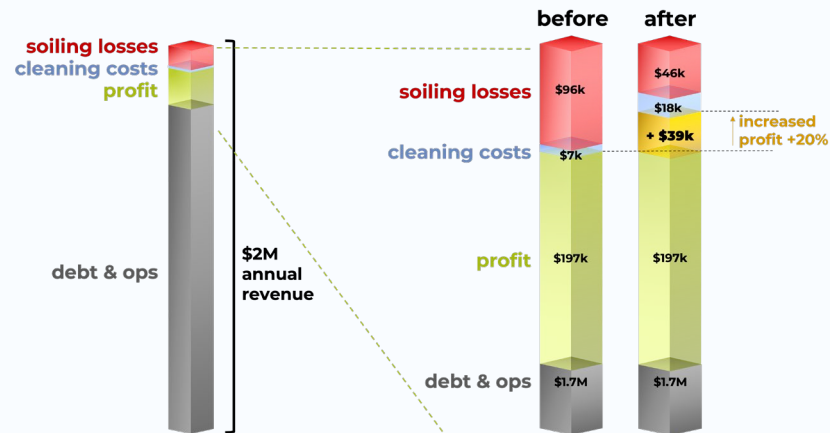 soiling losses
cleaning costs
profit
debt & ops
$2M
annual
revenue
before
after
soiling losses
$96k
$46k
$18k
+ $39k
increased
profit +20%
cleaning costs
$7k
profit
$197k
$197k
debt & ops
$1.7M
$1.7M